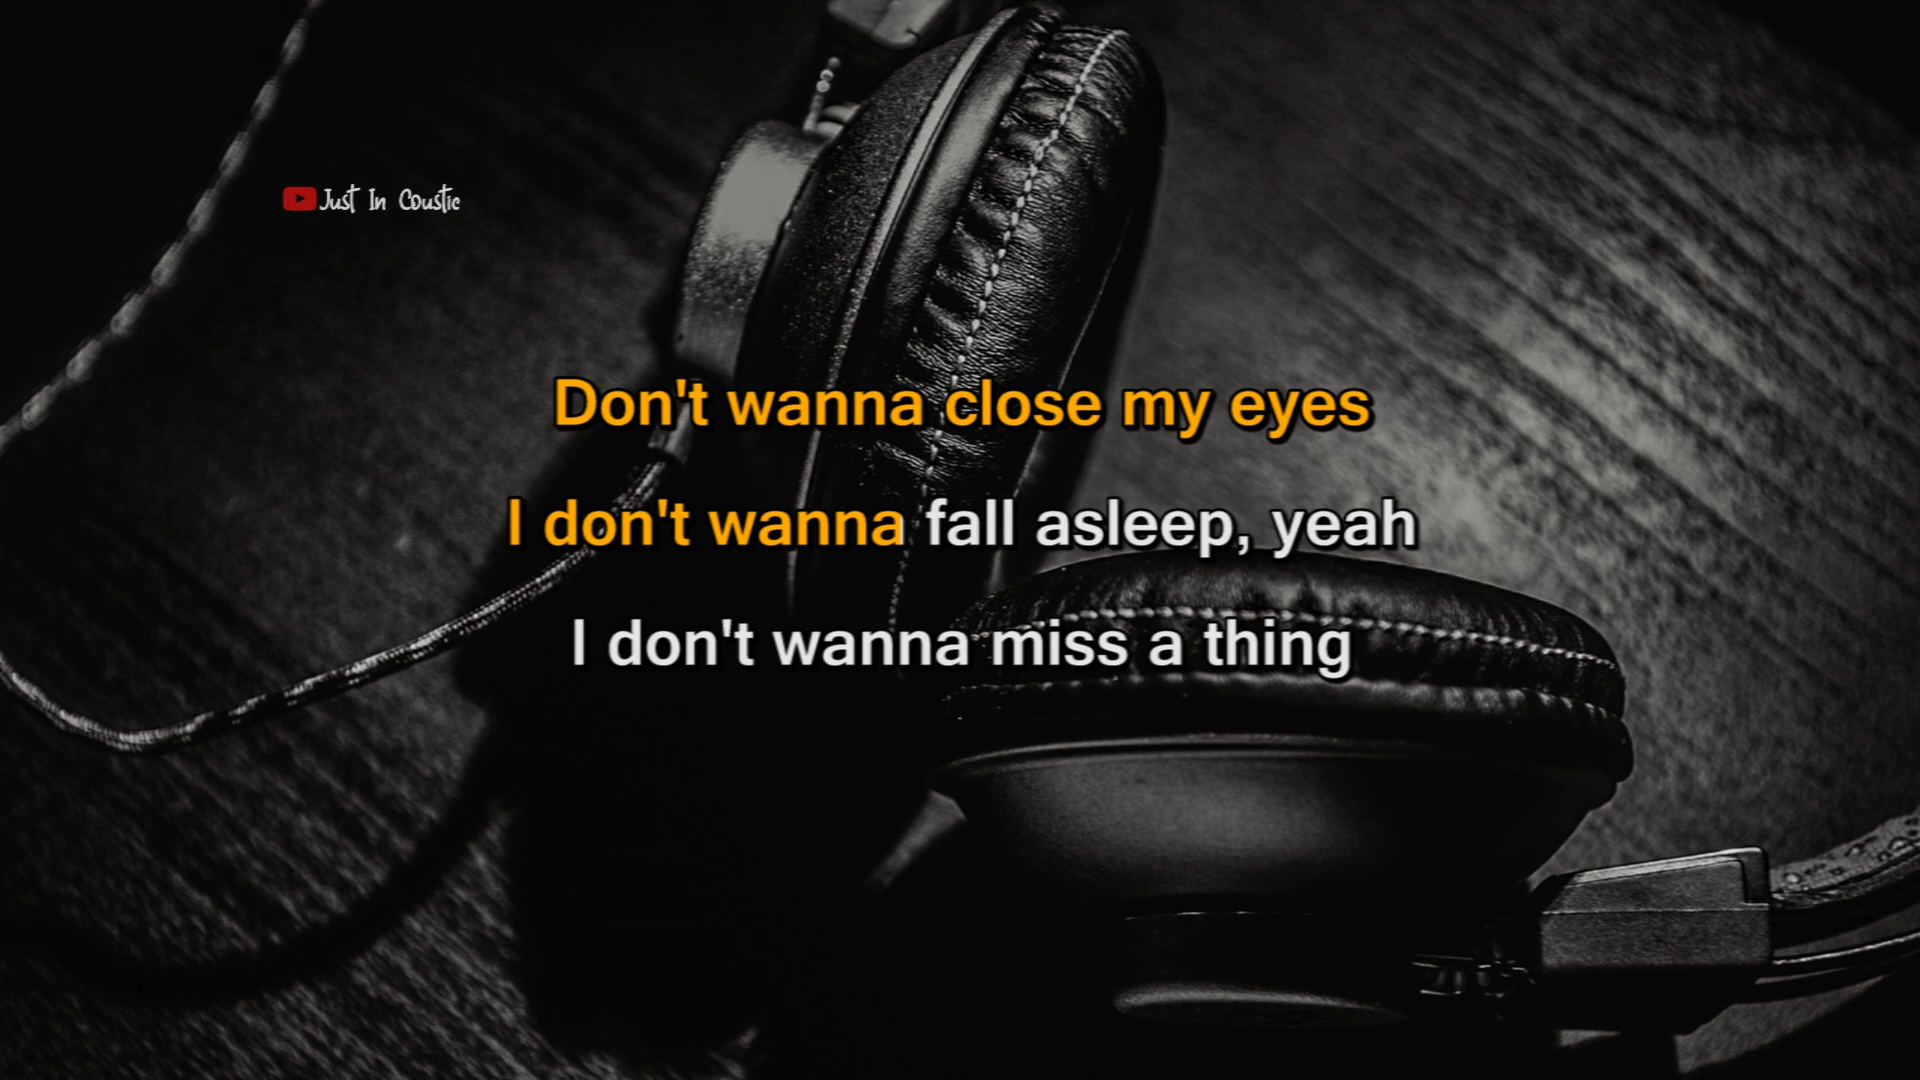 Just In Coustic
Don't wanna close my eyes
I don't wanna fall asleep, yeah
I don't wanna miss a thing